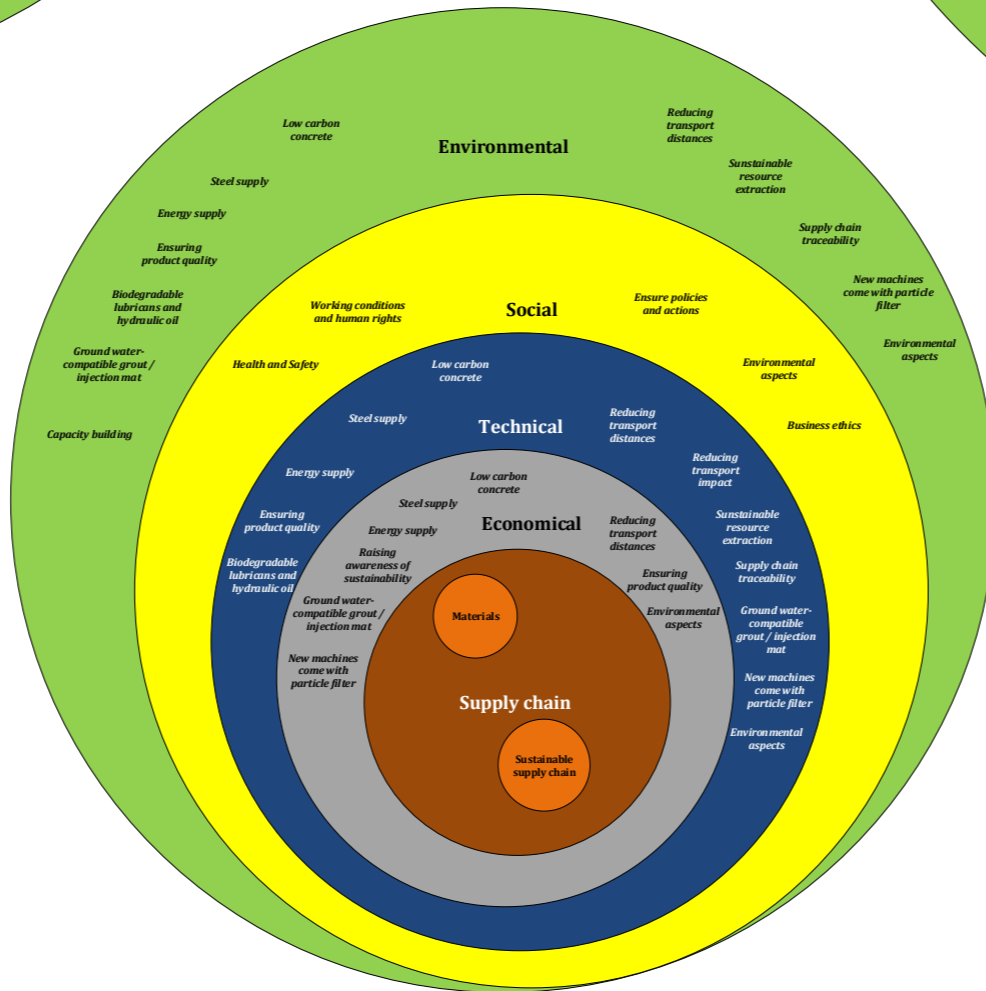 Environmental
Low carbon
concrete
Steel supply
Energy supply
Ensuring
product quality
Biodegradable
lubricans and
hydraulic oil
Ground water-
compatible grout /
injection mat
Capacity building
Reducing
transport
distances
Sunstainable
resource
extraction
Supply chain
traceability
New machines
come with particle
filter
Environmental
aspects
Social
Working conditions
and human rights
Health and Safety
Ensure policies
and actions
Environmental
aspects
Business ethics
Technical
Low carbon
concrete
Steel supply
Energy supply
Ensuring
product quality
Biodegradable
lubricans and
hydraulic oil
Reducing
transport
distances
Reducing
transport
impact
Sunstainable
resource
extraction
Supply chain
traceability
Ground water-
compatible
grout / injection
mat
New machines
come with
particle filter
Environmental
aspects
Economical
Low carbon
concrete
Steel supply
Energy supply
Raising
awareness of
sustainability
Ground water-
compatible grout /
injection mat
New machines
come with
particle filter
Reducing
transport
distances
Ensuring
product quality
Environmental
aspects
Materials
Supply chain
Sustainable
supply chain